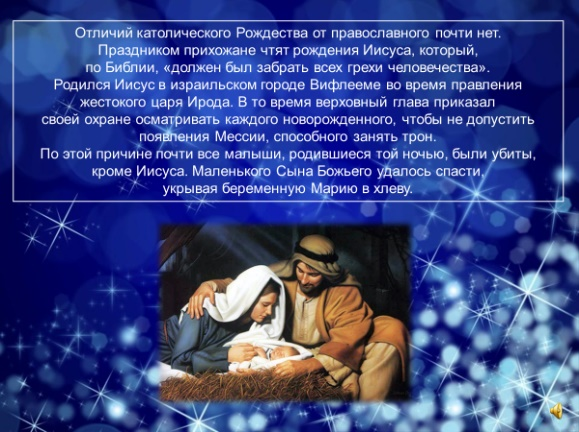 Отличий католического Рождества от православного почти нет.
Праздником прихожане чтят рождения Иисуса, который,
по Библии, «должен был забрать всех грехи человечества».
Родился Иисус в израильском городе Вифлееме во время правления
жестокого царя Ирода. В то время верховный глава приказал
своей охране осматривать каждого новорожденного, чтобы не допустить
появления Мессии, способного занять трон.
По этой причине почти все малыши, родившиеся той ночью, были убиты,
кроме Иисуса. Маленького Сына Божьего удалось спасти,
укрывая беременную Марию в хлеву.